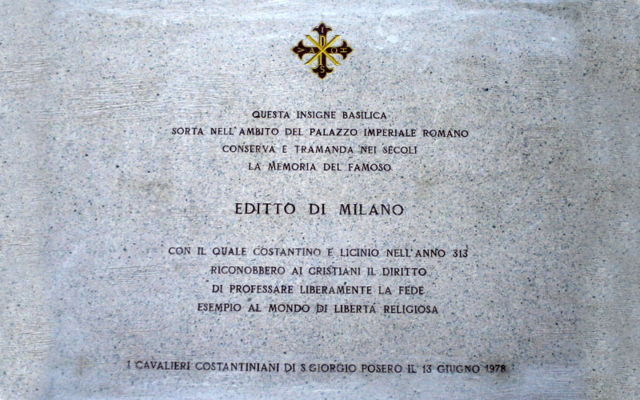 QUESTA INSIGNE BASILICA
SORTA NELL'AMBITO DEL PALAZZO IMPERIALE ROMANO
CONSERVA E TRAMANDA NEI SECOLI
LA MEMORIA DEL FAMOSO
EDITTO DI MILANO
CON IL QUALE COSTANTINO E LICINIO NELL'ANNO 313
RICONOBBERO AI CRISTIANI IL DIRITTO
DI PROFESSARE LIBERAMENTE LA FEDE
ESEMPIO AL MONDO DI LIBERTÀ RELIGIOSA
I CAVALIERI COSTANTINIANI DI S.GIORGIO POSERO IL 13 GIUGNO 1978